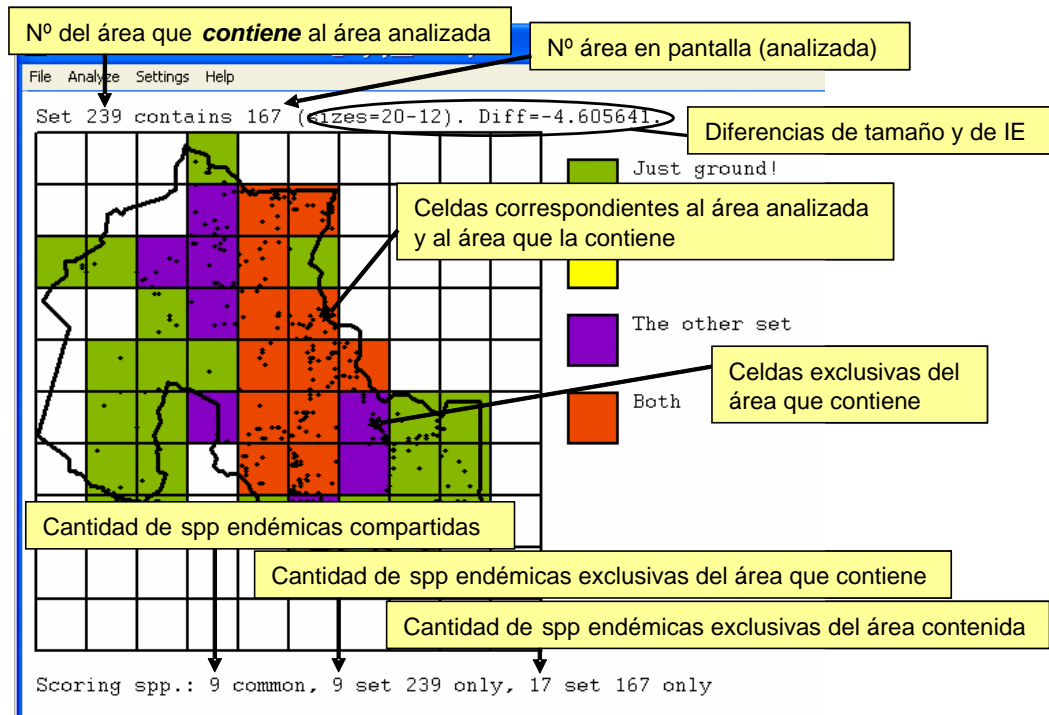 Nº del área que contiene al área analizada
Nº área en pantalla (analizada)
File Analyze Settings Help
Set 239 contains 167 (sizes=20-12). Diff=-4.605641.
Diferencias de tamaño y de IE
Just ground!
Celdas correspondientes al área analizada
y al área que la contiene
The other set
Celdas exclusivas del
área que contiene
Both
Cantidad de spp endémicas compartidas
Cantidad de spp endémicas exclusivas del área que contiene
Cantidad de spp endémicas exclusivas del área contenida
Scoring spp.: 9 common, 9 set 239 only, 17 set 167 only